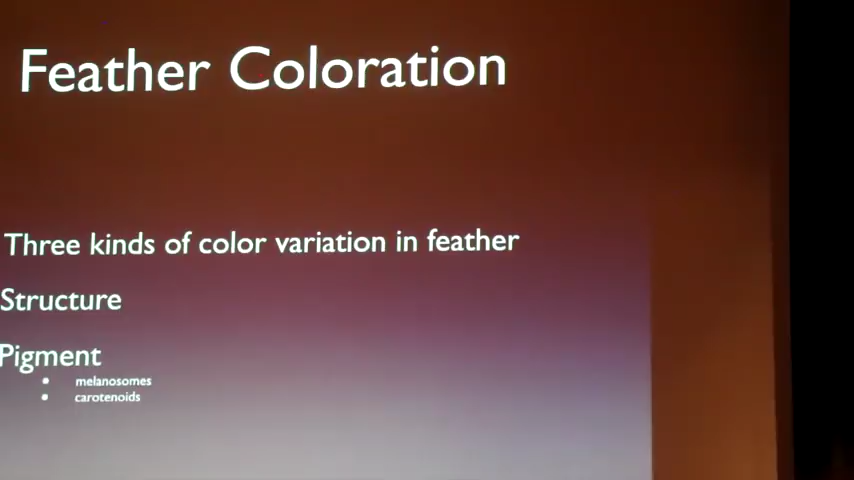 Feather Coloration
Three kinds of color variation in feather
Structure
Pigment
• melanosomes
• carotenoids